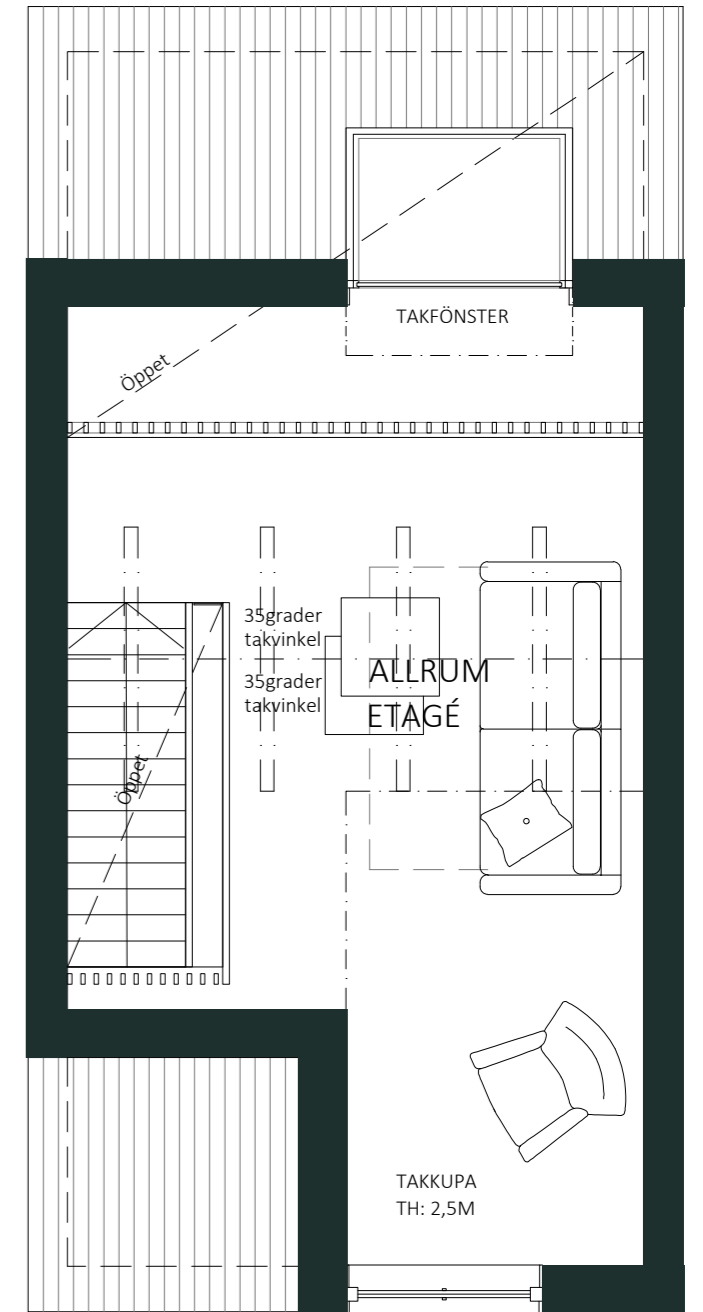 TAKFÖNSTER
Öppet
35grader
takvinkel
35grader
takvinkel
ALLRUM
ETAGÉ
Öppet
TAKKUPA
TH: 2,5M